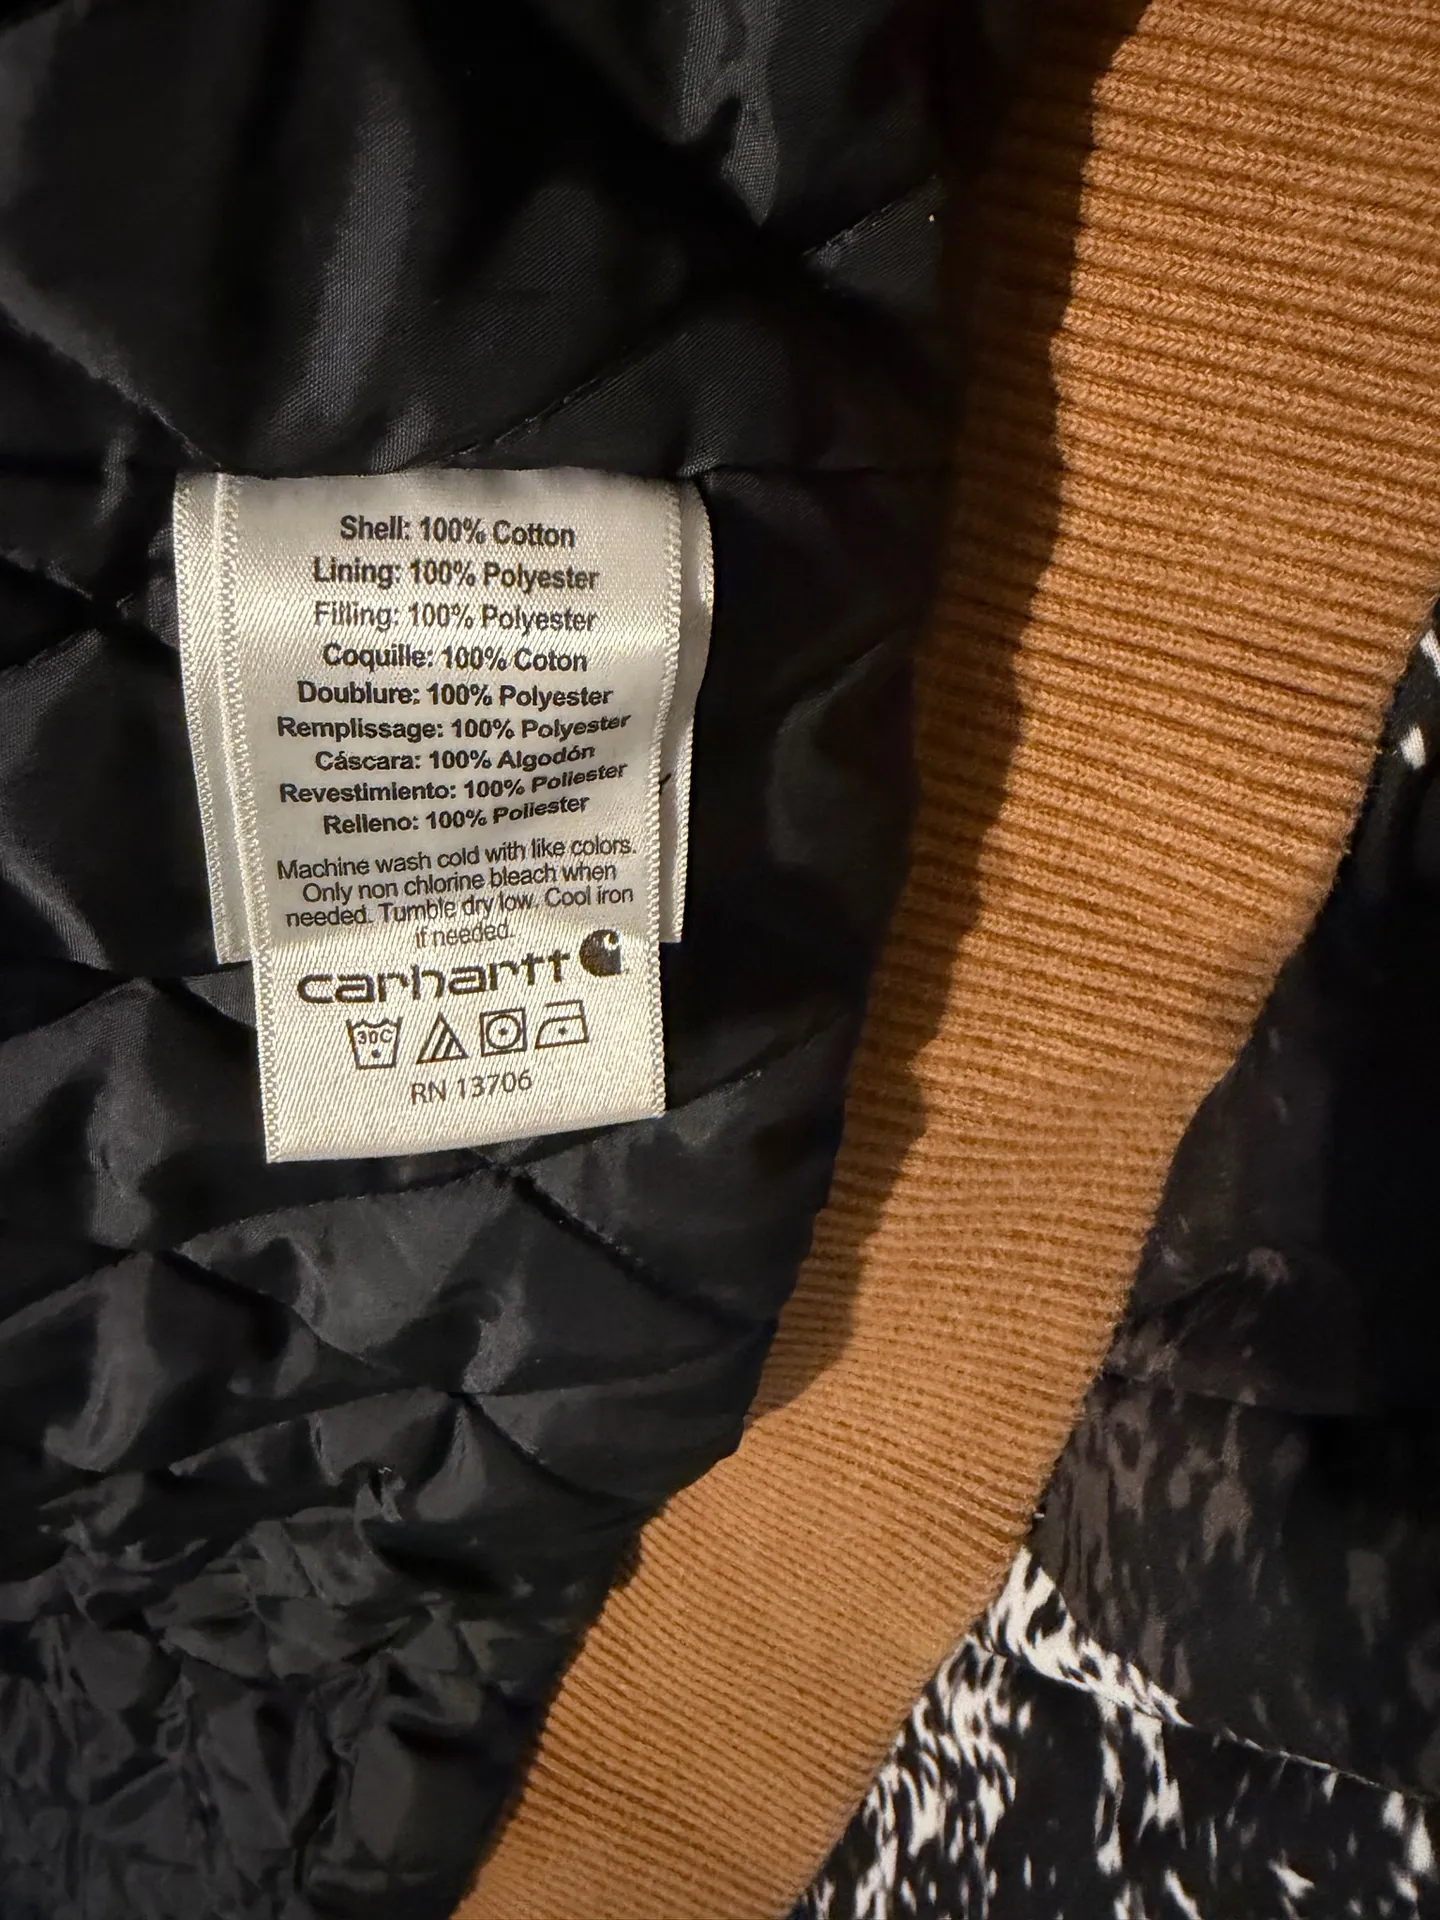 Shell: 100% Cotton
Lining: 100% Polyester
Filling: 100% Polyester
Coquille: 100% Coton
Doublure: 100% Polyester
Remplissage: 100% Polyester
Cáscara: 100% Algodón
Revestimiento: 100% Poliester
Relleno: 100% Poliester
Machine wash cold with like colors.
Only non chlorine bleach when
needed. Tumble dry low. Cool iron
if needed.
carhartt
30C
RN 13706